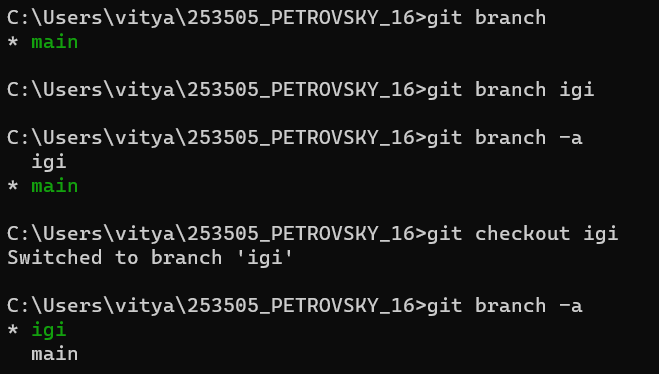 C:\Users\vitya\253505_PETROVSKY_16>git branch
* main
C:\Users\vitya\253505_PETROVSKY_16>git branch igi
C:\Users\vitya\253505_PETROVSKY_16>git branch -a
  igi
* main
C:\Users\vitya\253505_PETROVSKY_16>git checkout igi
Switched to branch 'igi'
C:\Users\vitya\253505_PETROVSKY_16>git branch -a
* igi
  main